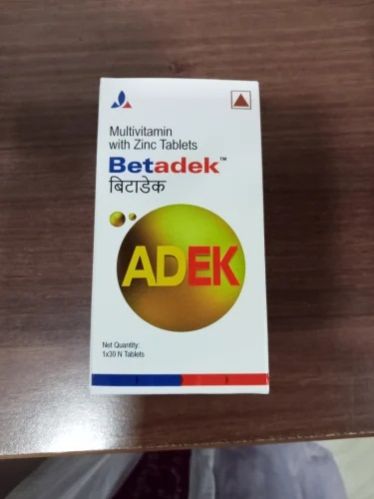 Multivitamin
with Zinc Tablets
Betadek™
बिटाडेक
ADEK
Net Quantity:
1x30 N Tablets